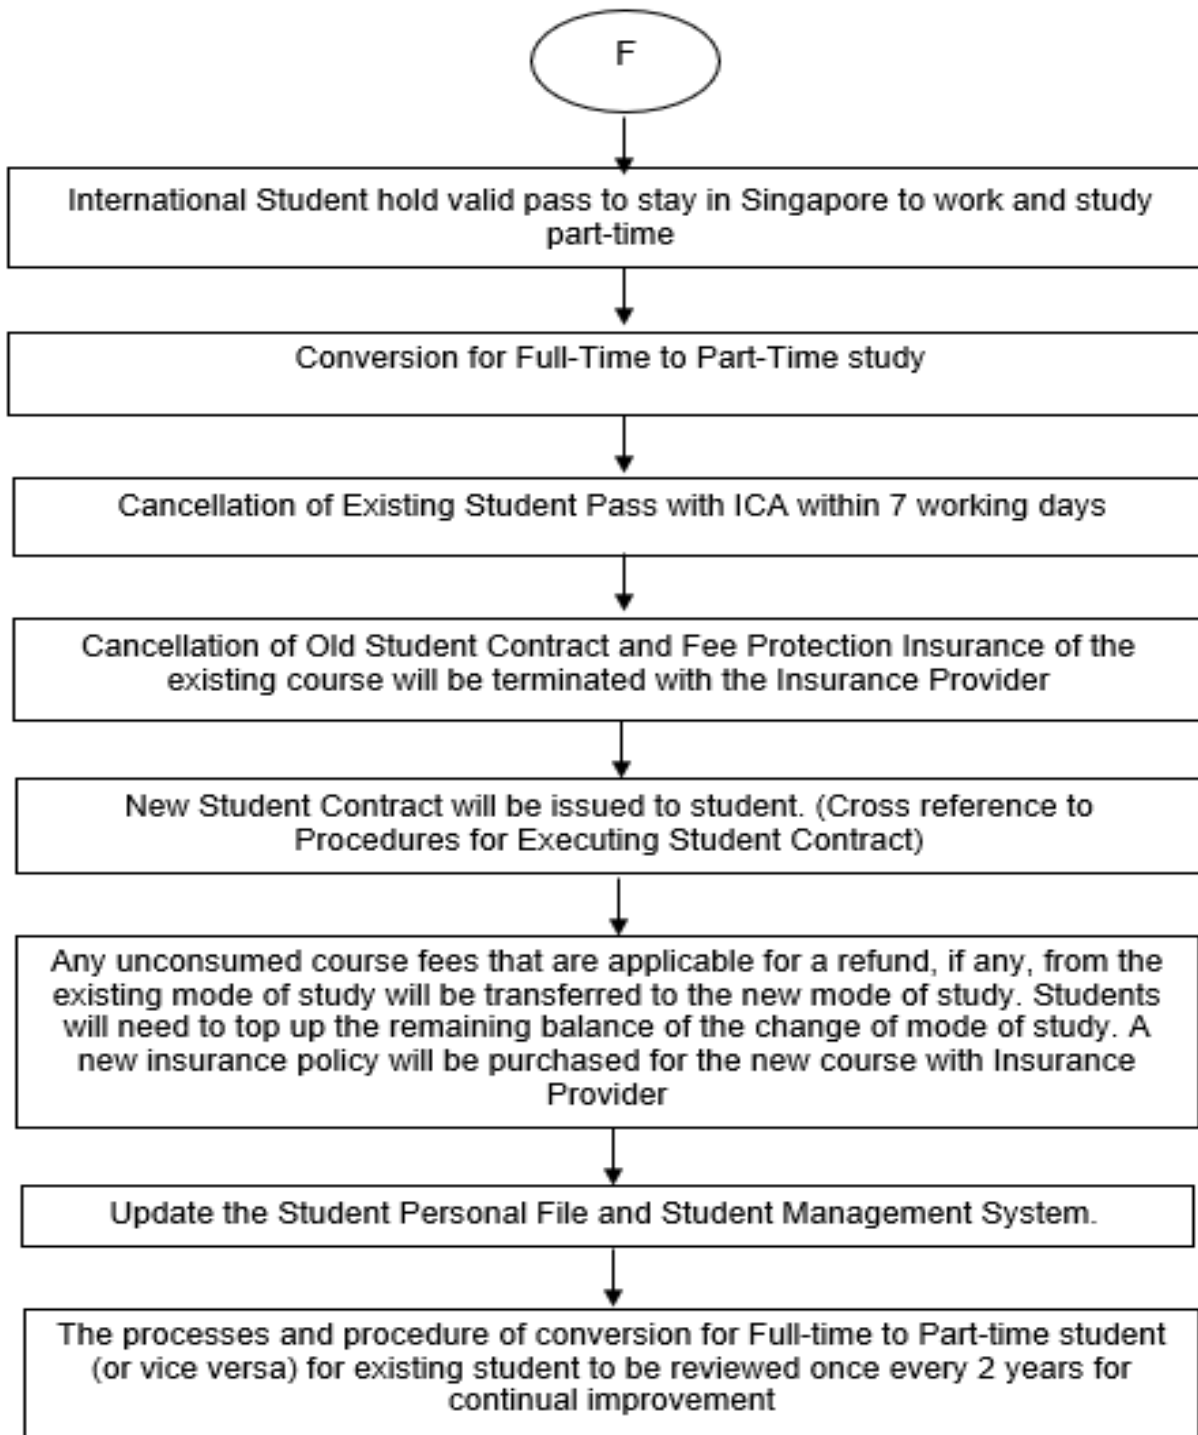 F
International Student hold valid pass to stay in Singapore to work and study
part-time
Conversion for Full-Time to Part-Time study
Cancellation of Existing Student Pass with ICA within 7 working days
Cancellation of Old Student Contract and Fee Protection Insurance of the
existing course will be terminated with the Insurance Provider
New Student Contract will be issued to student. (Cross reference to
Procedures for Executing Student Contract)
Any unconsumed course fees that are applicable for a refund, if any, from the
existing mode of study will be transferred to the new mode of study. Students
will need to top up the remaining balance of the change of mode of study. A
new insurance policy will be purchased for the new course with Insurance
Provider
Update the Student Personal File and Student Management System.
The processes and procedure of conversion for Full-time to Part-time student
(or vice versa) for existing student to be reviewed once every 2 years for
continual improvement